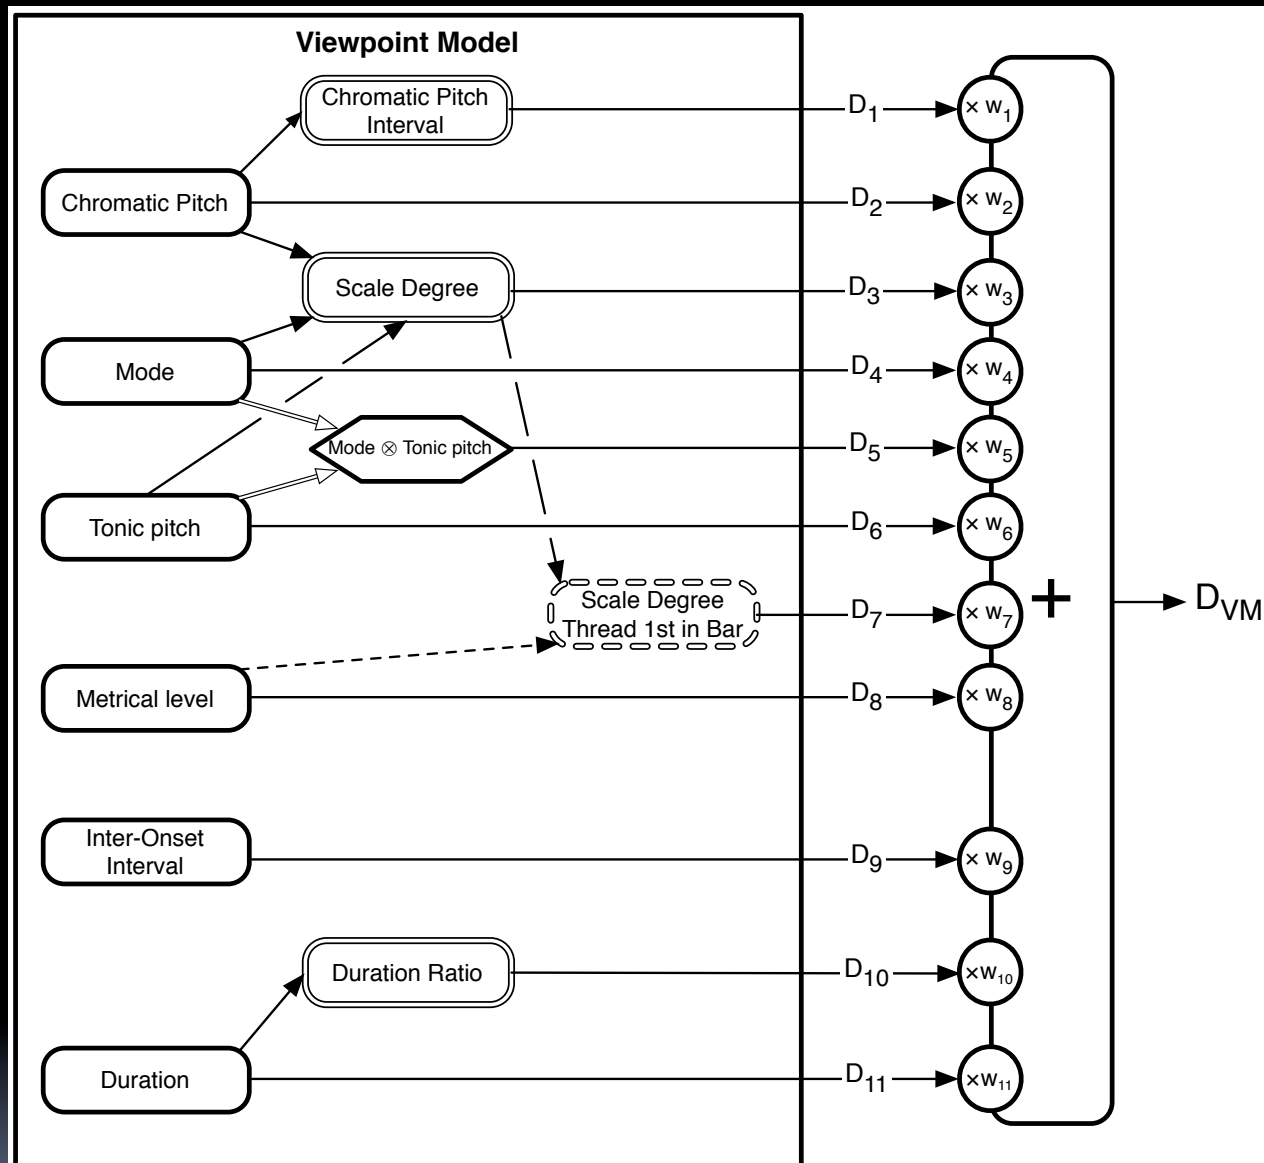 Viewpoint Model
Chromatic Pitch
Interval
D1
× w1
Chromatic Pitch
D2
× w2
Scale Degree
D3
× w3
Mode
D4
× w4
Mode ⊗ Tonic pitch
D5
× w5
Tonic pitch
D6
× w6
Scale Degree
Thread 1st in Bar
D7
× w7
+
DVM
Metrical level
D8
× w8
Inter-Onset
Interval
D9
× w9
Duration Ratio
D10
×w10
Duration
D11
×w11